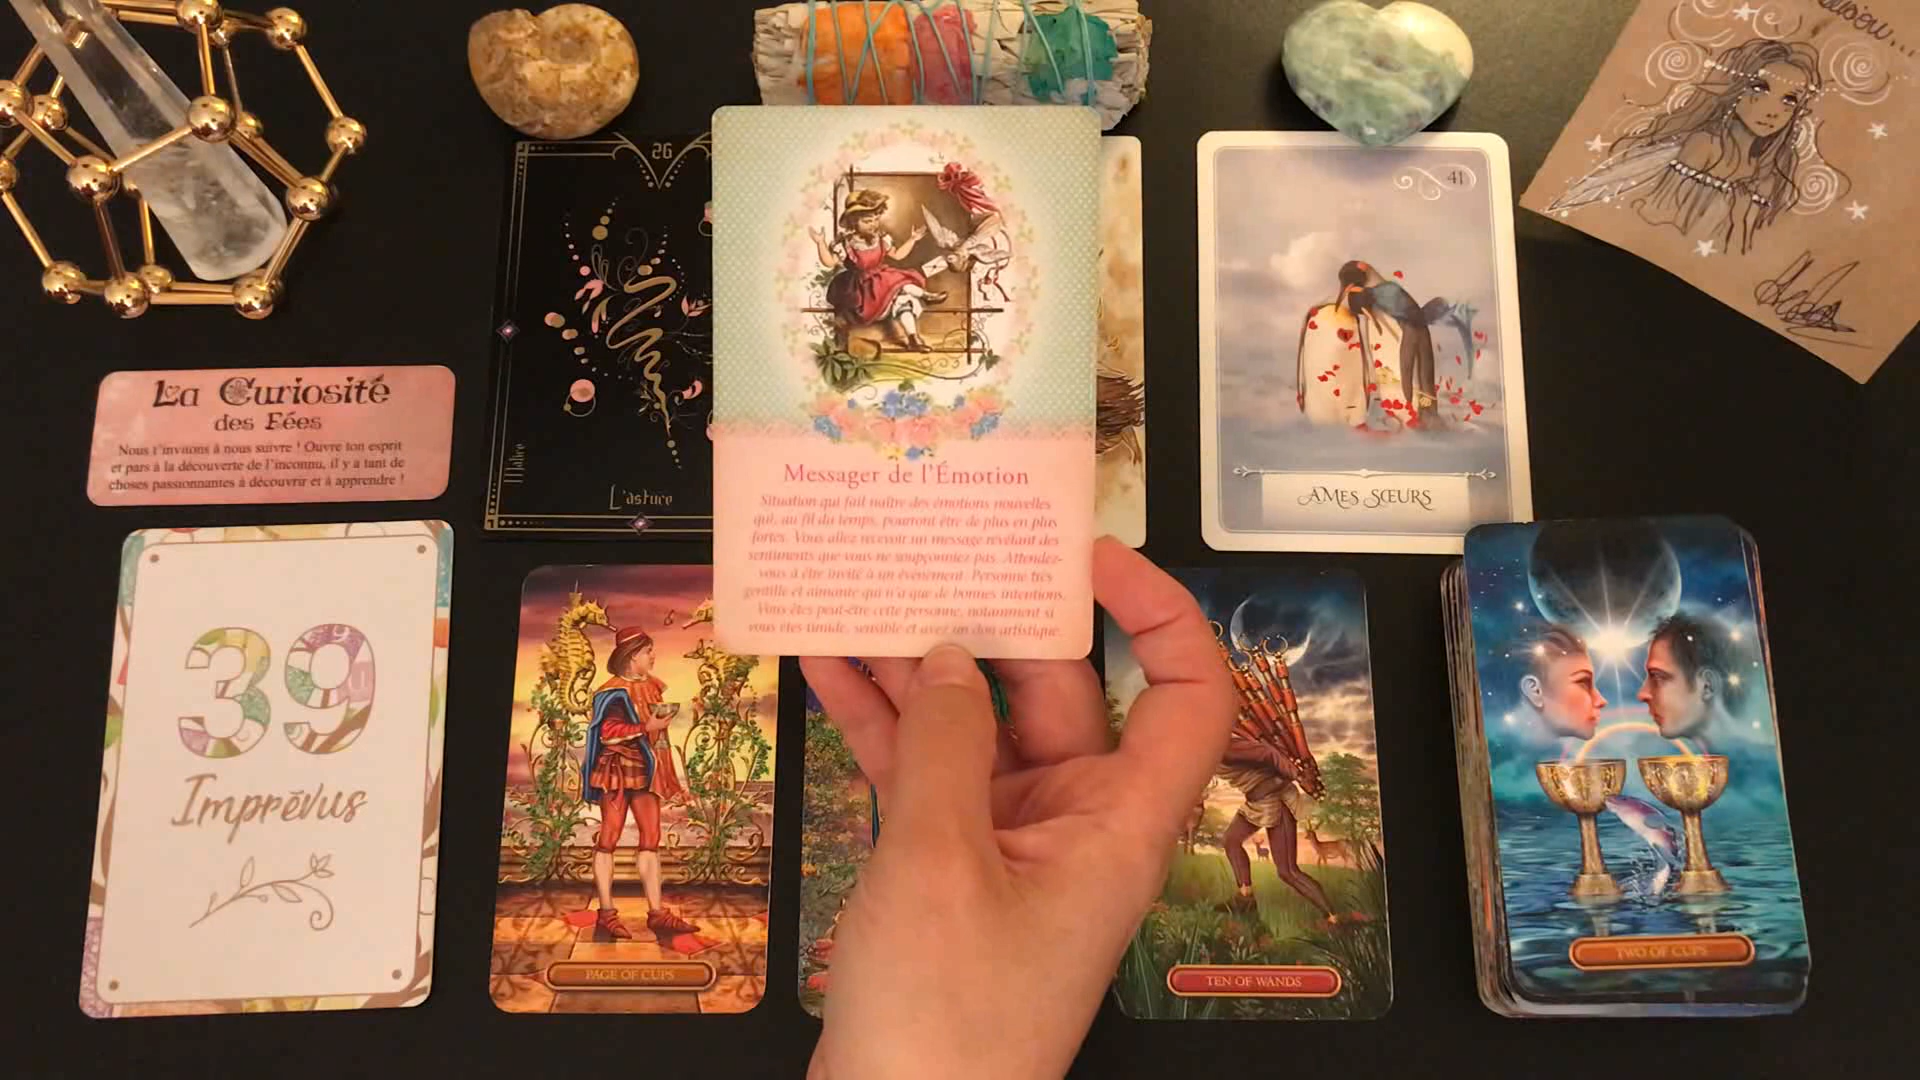 La Curiosité
des Fées
Nous t'invitons à nous suivre ! Ouvre ton esprit
et pars à la découverte de l'inconnu, il y a tant de
choses passionnantes à découvrir et à apprendre !
39
Imprévus
26
Malice
L'astuce
Messager de l'Émotion
Situation qui fait naître des émotions nouvelles
qui, au fil du temps, pourront être de plus en plus
fortes. Vous allez recevoir un message révélant des
sentiments que vous ne soupçonniez pas. Attendez-
vous à être invité à un événement. Personne très
gentille et aimante qui n'a que de bonnes intentions.
Vous êtes peut-être cette personne, notamment si
vous êtes timide, sensible et avez un don artistique.
41
ÂMES SŒURS
PAGE OF CUPS
TEN OF WANDS
TWO OF CUPS